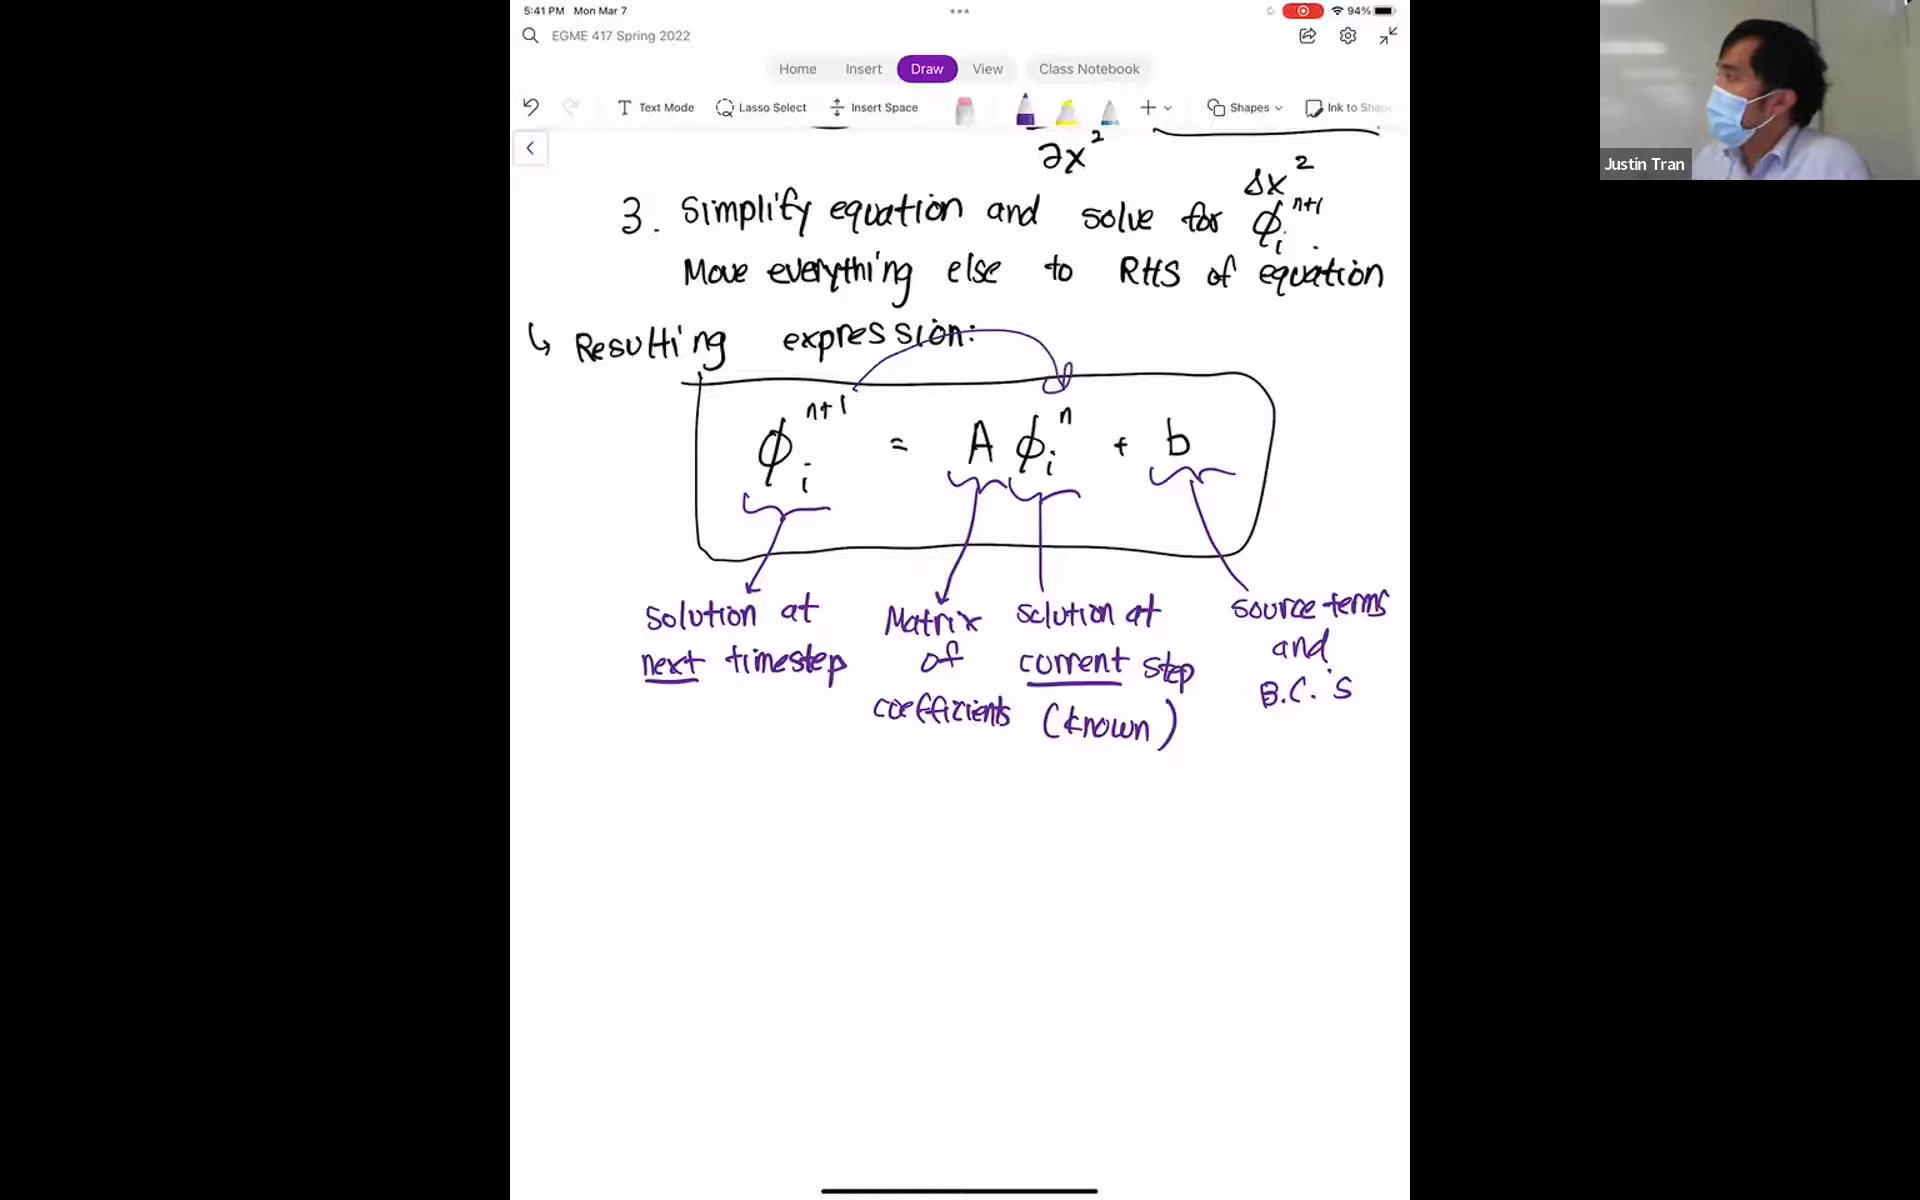 5:41 PM Mon Mar 7
94%
EGME 417 Spring 2022
Home Insert Draw View Class Notebook
Text Mode Lasso Select Insert Space Shapes Ink to Shape
∂x²
Δx²
3. Simplify equation and solve for ϕᵢⁿ⁺¹
Move everything else to RHS of equation
↳ Resulting expression:
ϕᵢⁿ⁺¹ = A ϕᵢⁿ + b
solution at next timestep
Matrix of coefficients
solution at current step (known)
source terms and B.C.'s
Justin Tran